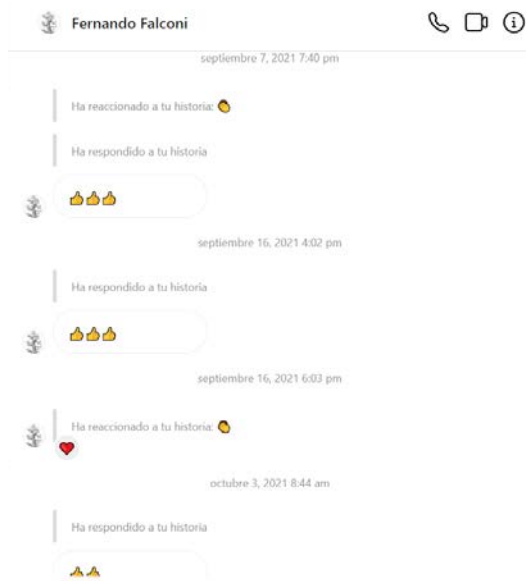 Fernando Falconi
septiembre 7, 2021 7:40 pm
Ha reaccionado a tu historia: 👏
Ha respondido a tu historia
👍👍👍
septiembre 16, 2021 4:02 pm
Ha respondido a tu historia
👍👍👍
septiembre 16, 2021 6:03 pm
Ha reaccionado a tu historia: 👏
❤️
octubre 3, 2021 8:44 am
Ha respondido a tu historia
👍👍